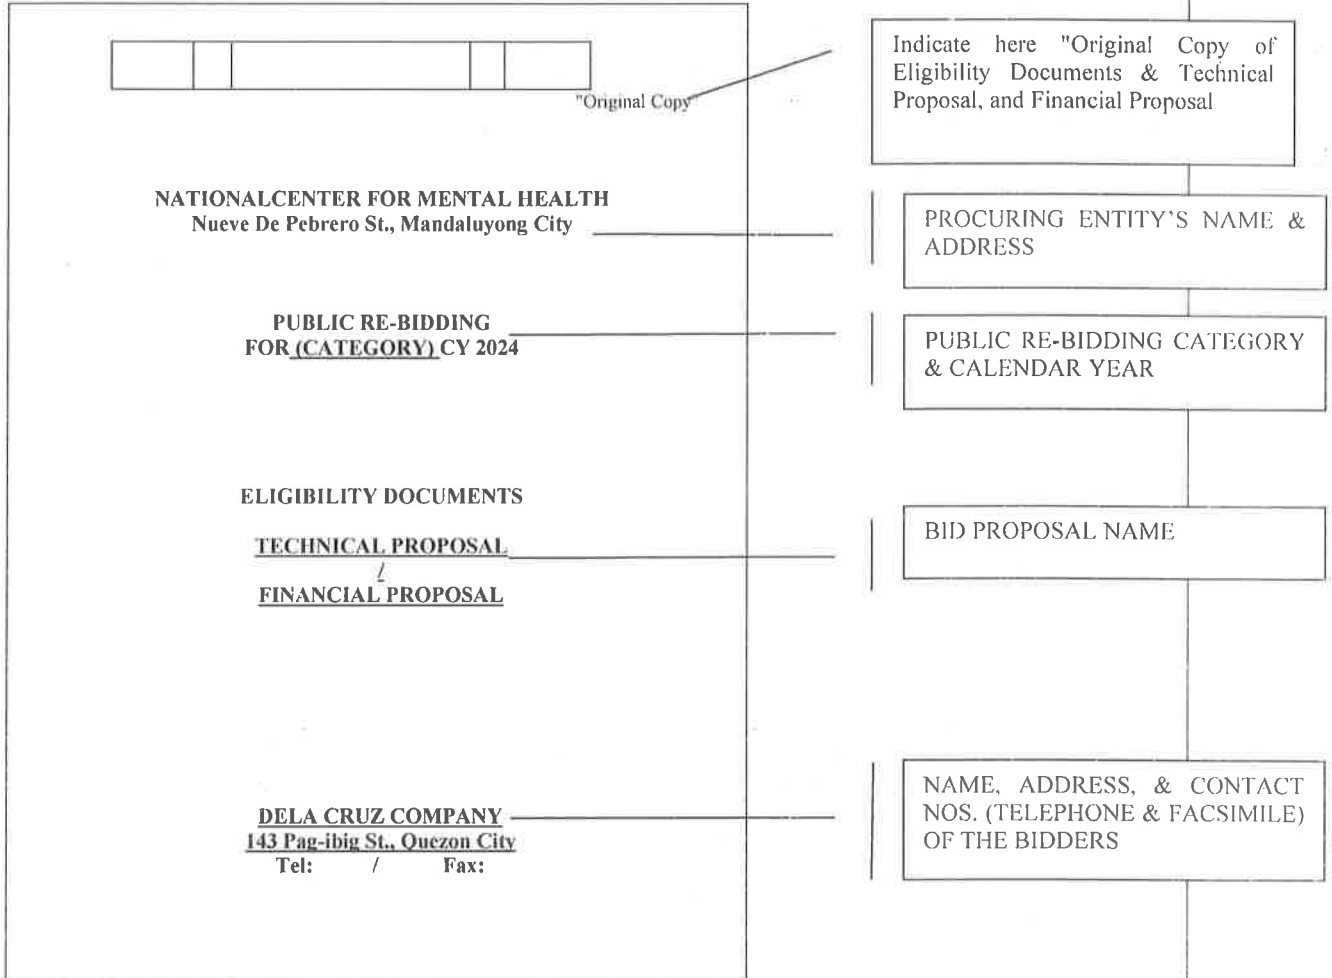 "Original Copy"
NATIONALCENTER FOR MENTAL HEALTH
Nueve De Pebrero St., Mandaluyong City
PUBLIC RE-BIDDING
FOR (CATEGORY) CY 2024
ELIGIBILITY DOCUMENTS
TECHNICAL PROPOSAL
/
FINANCIAL PROPOSAL
DELA CRUZ COMPANY
143 Pag-ibig St., Quezon City
Tel: / Fax:
Indicate here "Original Copy of
Eligibility Documents & Technical
Proposal, and Financial Proposal
PROCURING ENTITY'S NAME &
ADDRESS
PUBLIC RE-BIDDING CATEGORY
& CALENDAR YEAR
BID PROPOSAL NAME
NAME, ADDRESS, & CONTACT
NOS. (TELEPHONE & FACSIMILE)
OF THE BIDDERS